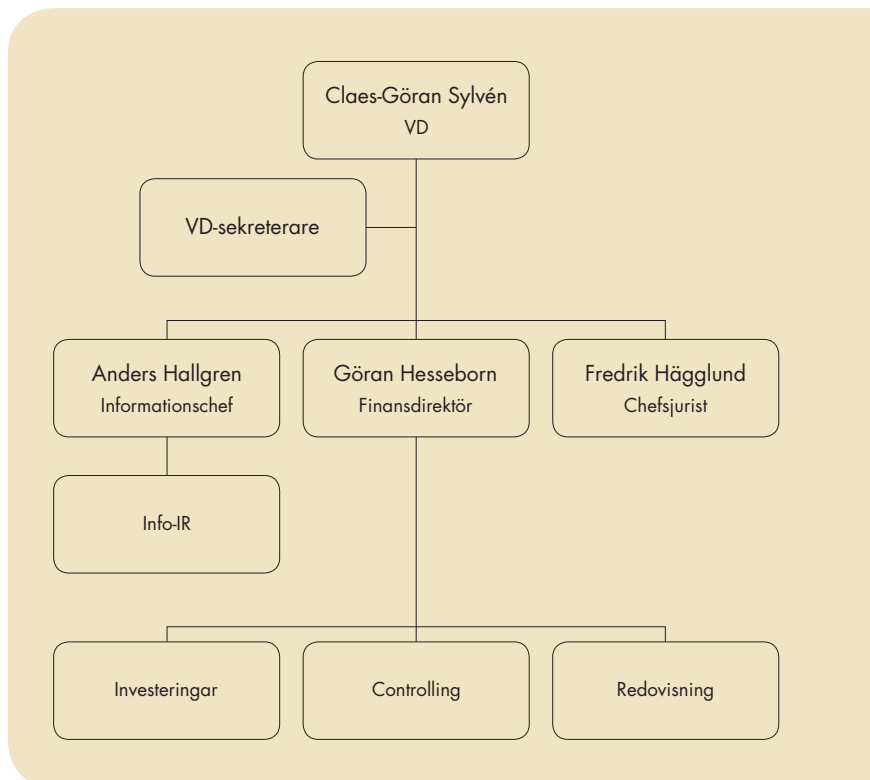 Claes-Göran Sylvén
VD
VD-sekreterare
Anders Hallgren
Informationschef
Göran Hesseborn
Finansdirektör
Fredrik Hägglund
Chefsjurist
Info-IR
Investeringar
Controlling
Redovisning